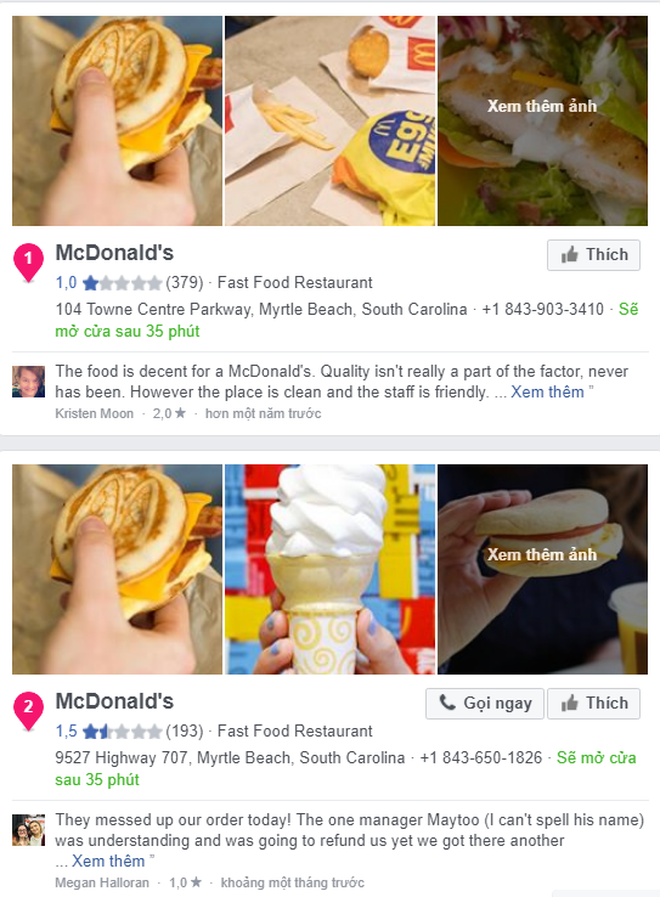 EGG
Xem thêm ảnh
1
McDonald's
Thích
1,0 (379) · Fast Food Restaurant
104 Towne Centre Parkway, Myrtle Beach, South Carolina · +1 843-903-3410 · Sẽ
mở cửa sau 35 phút
The food is decent for a McDonald's. Quality isn't really a part of the factor, never
has been. However the place is clean and the staff is friendly. ... Xem thêm ”
Kristen Moon · 2,0★ · hơn một năm trước
Xem thêm ảnh
2
McDonald's
Gọi ngay
Thích
1,5 (193) · Fast Food Restaurant
9527 Highway 707, Myrtle Beach, South Carolina · +1 843-650-1826 · Sẽ mở cửa
sau 35 phút
They messed up our order today! The one manager Maytoo (I can't spell his name)
was understanding and was going to refund us yet we got there another
... Xem thêm ”
Megan Halloran · 1,0★ · khoảng một tháng trước